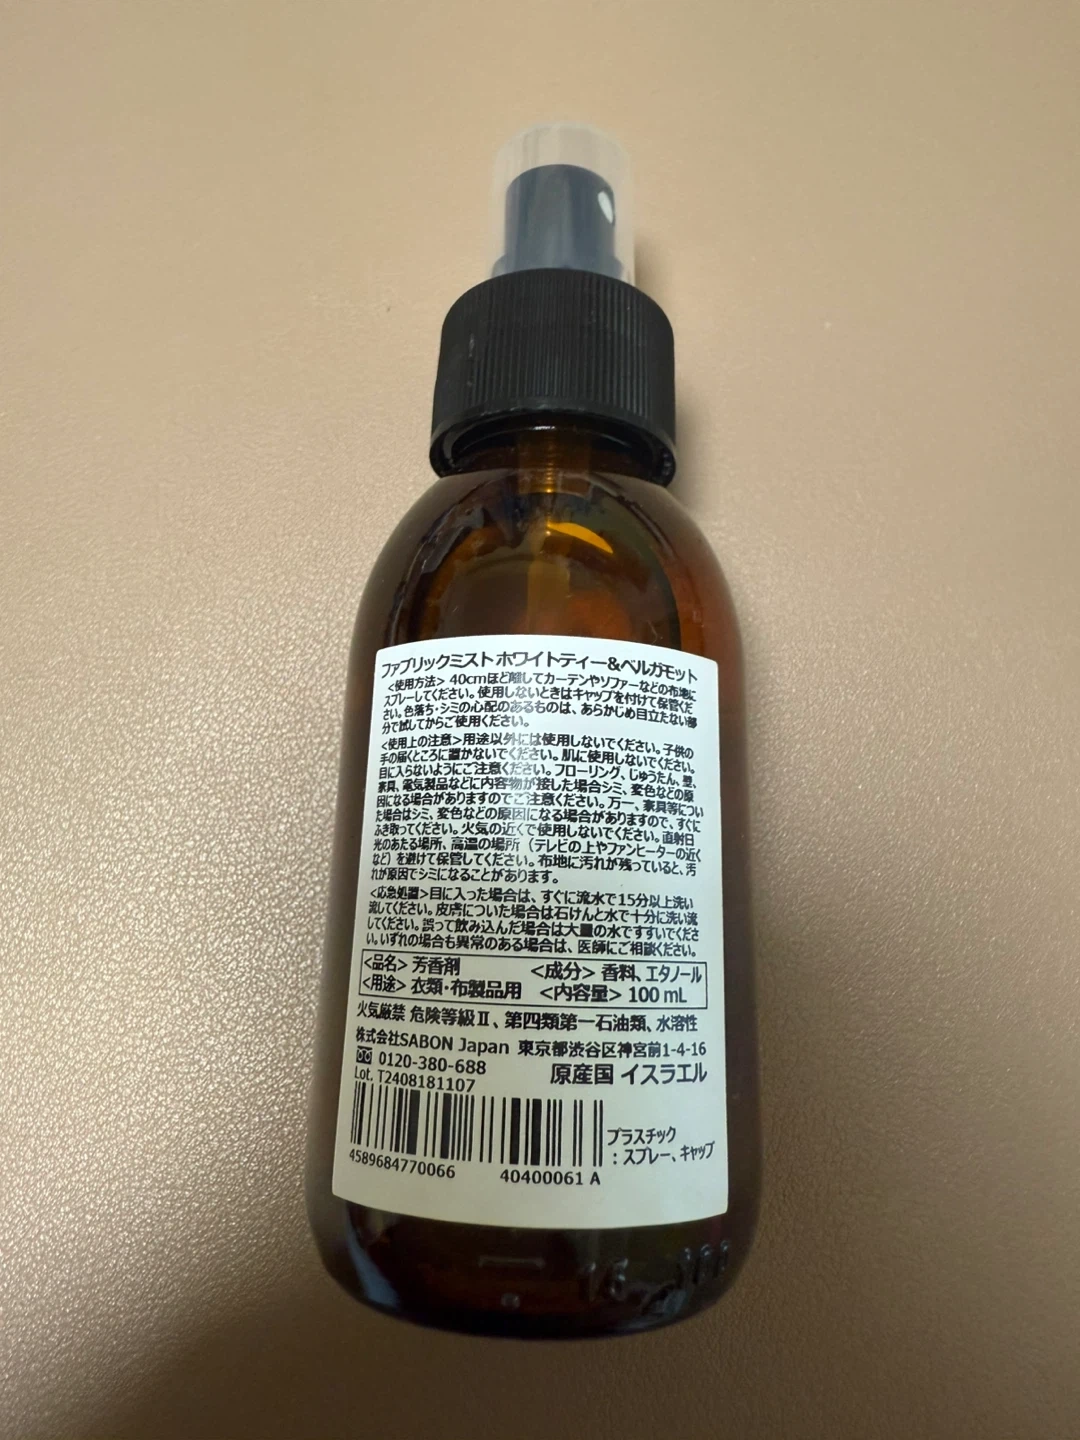 ファブリックミスト ホワイトティー&ベルガモット
<使用方法> 40cmほど離してカーテンやソファーなどの布地に
スプレーしてください。使用しないときはキャップを付けて保管くだ
さい。色落ち・シミの心配のあるものは、あらかじめ目立たない部
分で試してからご使用ください。
<使用上の注意>用途以外には使用しないでください。子供の
手の届くところに置かないでください。肌に使用しないでください。
目に入らないようにご注意ください。フローリング、じゅうたん、畳、
家具、電気製品などに内容物が接した場合シミ、変色などの原
因になる場合がありますのでご注意ください。万一、家具等につい
た場合はシミ、変色などの原因になる場合がありますので、すぐに
ふき取ってください。火気の近くで使用しないでください。直射日
光のあたる場所、高温の場所（テレビの上やファンヒーターの近く
など）を避けて保管してください。布地に汚れが残っていると、汚
れが原因でシミになることがあります。
<応急処置>目に入った場合は、すぐに流水で15分以上洗い
流してください。皮膚についた場合は石けんと水で十分に洗い流
してください。誤って飲み込んだ場合は大量の水ですすいでくださ
い。いずれの場合も異常のある場合は、医師にご相談ください。
<品名> 芳香剤 <成分> 香料、エタノール
<用途> 衣類・布製品用 <内容量> 100 mL
火気厳禁 危険等級Ⅱ、第四類第一石油類、水溶性
株式会社SABON Japan 東京都渋谷区神宮前1-4-16
0120-380-688 原産国 イスラエル
Lot. T2408181107
プラスチック
：スプレー、キャップ
4589684770066 40400061 A